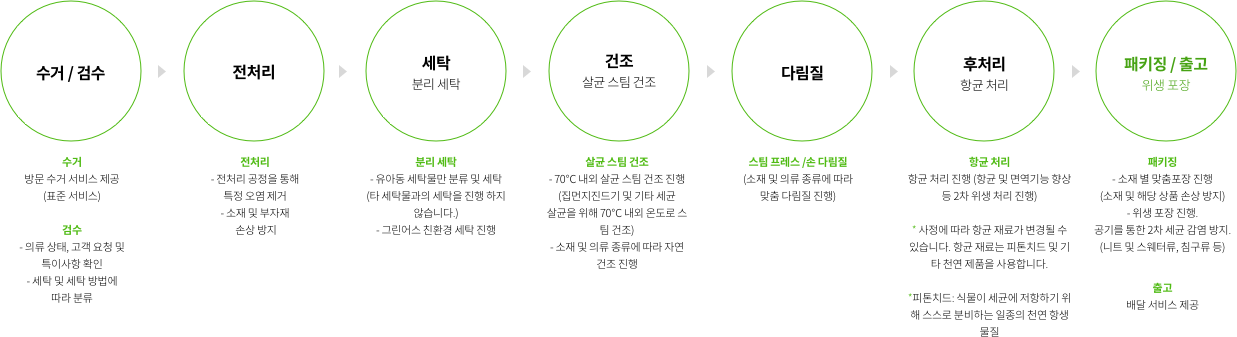 수거 / 검수
수거
방문 수거 서비스 제공
(표준 서비스)
검수
- 의류 상태, 고객 요청 및
특이사항 확인
- 세탁 및 세탁 방법에
따라 분류
전처리
전처리
- 전처리 공정을 통해
특정 오염 제거
- 소재 및 부자재
손상 방지
세탁
분리 세탁
분리 세탁
- 유아동 세탁물만 분류 및 세탁
(타 세탁물과의 세탁을 진행 하지
않습니다.)
- 그린어스 친환경 세탁 진행
건조
살균 스팀 건조
살균 스팀 건조
- 70℃ 내외 살균 스팀 건조 진행
(집먼지진드기 및 기타 세균
살균을 위해 70℃ 내외 온도로 스
팀 건조)
- 소재 및 의류 종류에 따라 자연
건조 진행
다림질
스팀 프레스 /손 다림질
(소재 및 의류 종류에 따라
맞춤 다림질 진행)
후처리
항균 처리
항균 처리
항균 처리 진행 (항균 및 면역기능 향상
등 2차 위생 처리 진행)
* 사정에 따라 항균 재료가 변경될 수
있습니다. 항균 재료는 피톤치드 및 기
타 천연 제품을 사용합니다.
*피톤치드: 식물이 세균에 저항하기 위
해 스스로 분비하는 일종의 천연 항생
물질
패키징 / 출고
위생 포장
패키징
- 소재 별 맞춤포장 진행
(소재 및 해당 상품 손상 방지)
- 위생 포장 진행.
공기를 통한 2차 세균 감염 방지.
(니트 및 스웨터류, 침구류 등)
출고
배달 서비스 제공